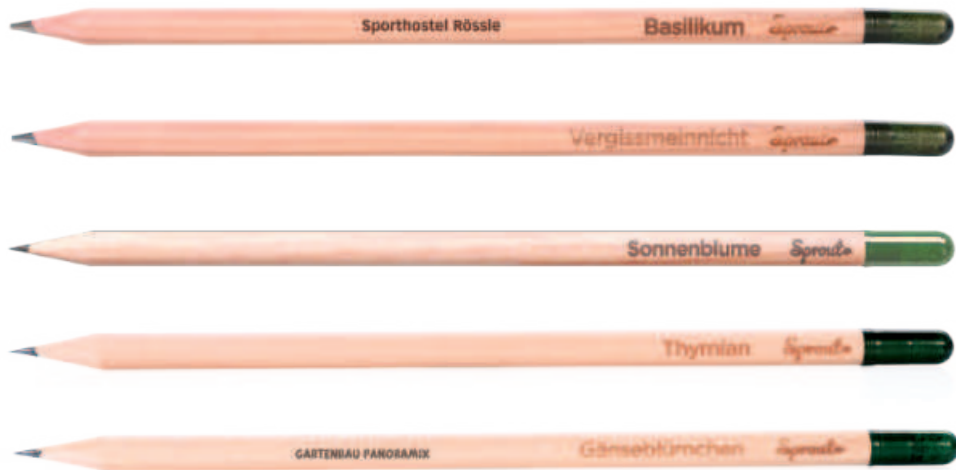 Sporthostel Rössle Basilikum Sprout
Vergissmeinnicht Sprout
Sonnenblume Sprout
Thymian Sprout
GARTENBAU PANORAMIX Gänseblümchen Sprout